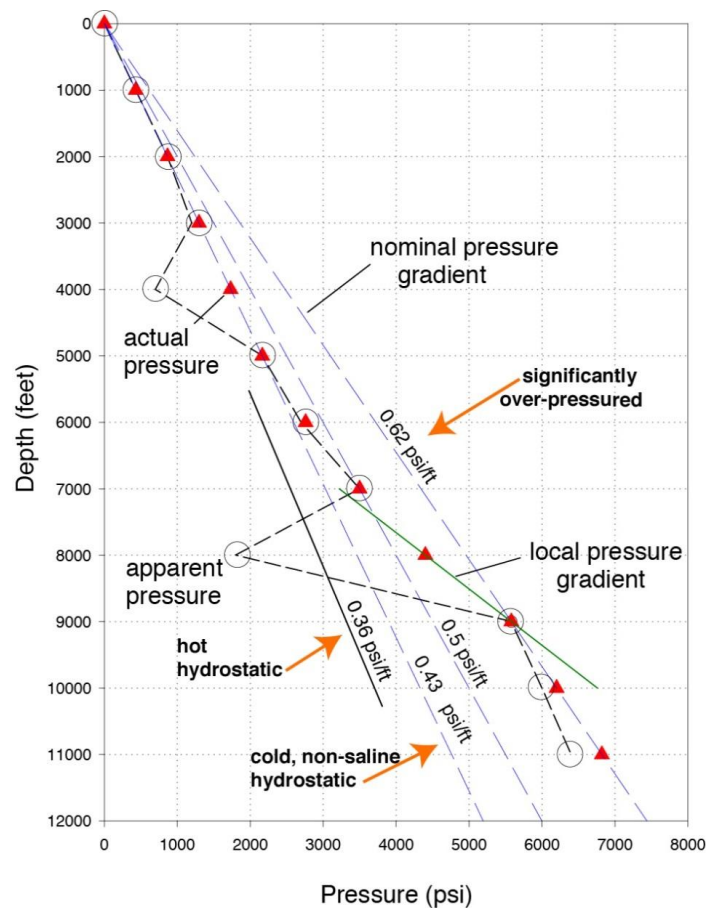 0
1000
2000
3000
4000
5000
6000
7000
8000
9000
10000
11000
12000
Depth (feet)
nominal pressure
gradient
actual
pressure
significantly
over-pressured
0.62 psi/ft
local pressure
gradient
apparent
pressure
0.36 psi/ft
hot
hydrostatic
0.5 psi/ft
0.43 psi/ft
cold, non-saline
hydrostatic
0 1000 2000 3000 4000 5000 6000 7000 8000
Pressure (psi)